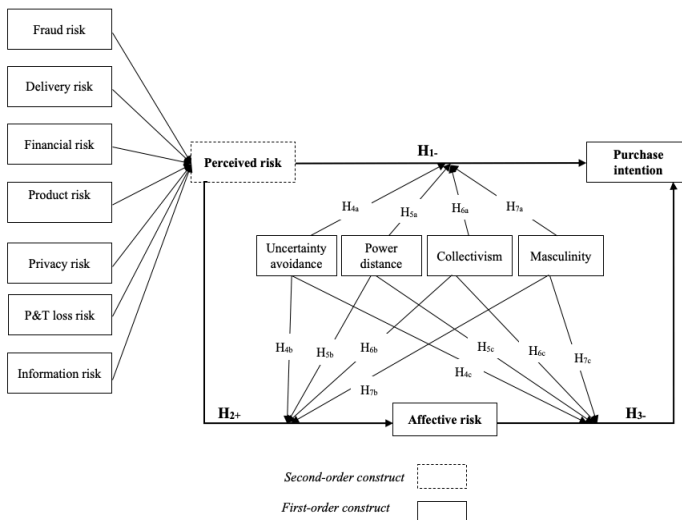 Fraud risk
Delivery risk
Financial risk
Product risk
Privacy risk
P&T loss risk
Information risk
Perceived risk
H1-
Purchase
intention
H4a
H5a
H6a
H7a
Uncertainty
avoidance
Power
distance
Collectivism
Masculinity
H4b
H5b
H6b
H7b
H4c
H5c
H6c
H7c
H2+
Affective risk
H3-
Second-order construct
First-order construct